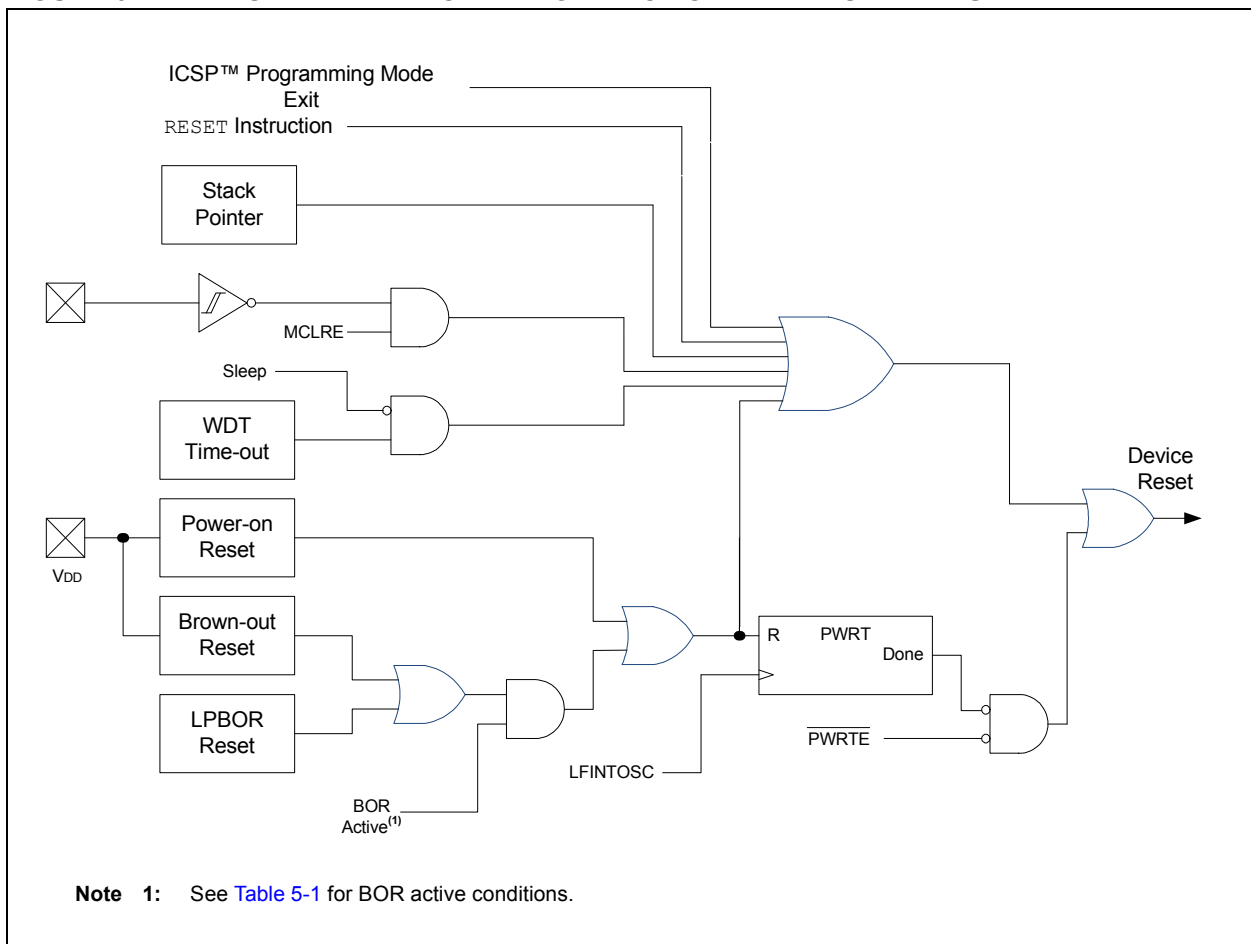 ICSP™ Programming Mode
Exit
RESET Instruction
Stack
Pointer
MCLRE
Sleep
WDT
Time-out
Device
Reset
Power-on
Reset
VDD
Brown-out
Reset
R PWRT
Done
LPBOR
Reset
PWRTE
LFINTOSC
BOR
Active(1)
Note 1: See Table 5-1 for BOR active conditions.